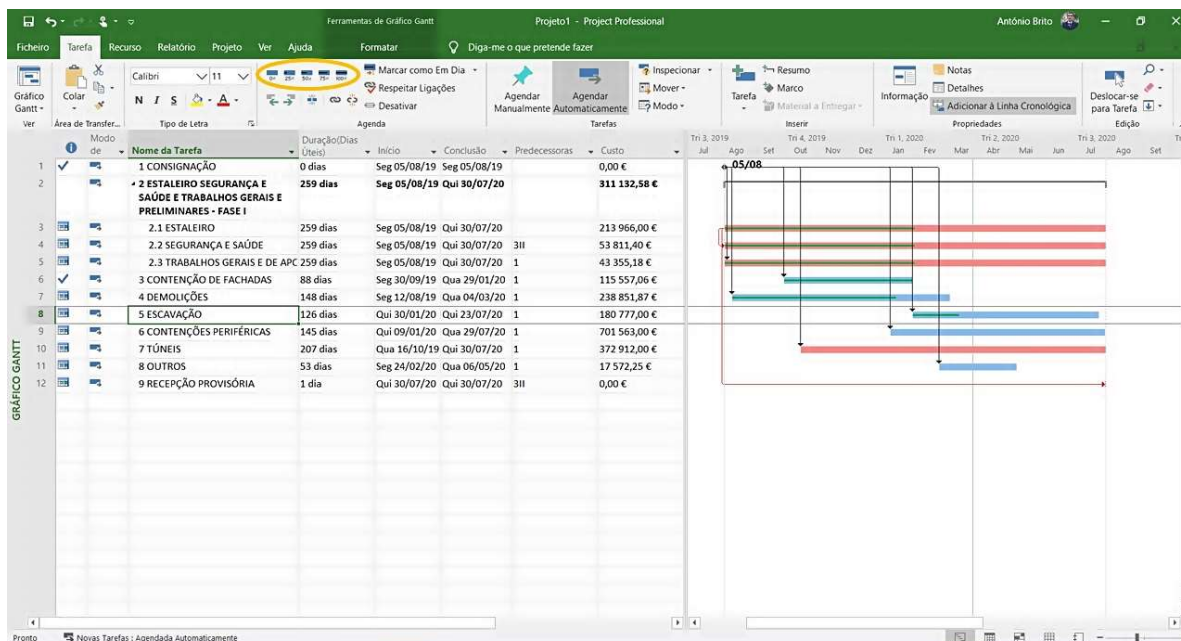 Ferramentas de Gráfico Gantt
Projeto1 - Project Professional
António Brito
Ficheiro Tarefa Recurso Relatório Projeto Ver Ajuda Formatar Diga-me o que pretende fazer
Gráfico Gantt
Ver
Colar
Área de Transfer...
Calibri 11
N I S A
Tipo de Letra
0% 25% 50% 75% 100%
Marcar como Em Dia
Respeitar Ligações
Desativar
Agenda
Agendar Manualmente
Agendar Automaticamente
Inspecionar
Mover
Modo
Tarefas
Tarefa
Resumo
Marco
Material a Entregar
Inserir
Informação
Notas
Detalhes
Adicionar à Linha Cronológica
Propriedades
Deslocar-se para Tarefa
Edição
Modo de Nome da Tarefa Duração(Dias Úteis) Início Conclusão Predecessoras Custo
Tri 3, 2019 Tri 4, 2019 Tri 1, 2020 Tri 2, 2020 Tri 3, 2020
Jul Ago Set Out Nov Dez Jan Fev Mar Abr Mai Jun Jul Ago Set
1 1 CONSIGNAÇÃO 0 dias Seg 05/08/19 Seg 05/08/19 0,00 € 05/08
2 2 ESTALEIRO SEGURANÇA E 259 dias Seg 05/08/19 Qui 30/07/20 311 132,58 €
SAÚDE E TRABALHOS GERAIS E
PRELIMINARES - FASE I
3 2.1 ESTALEIRO 259 dias Seg 05/08/19 Qui 30/07/20 213 966,00 €
4 2.2 SEGURANÇA E SAÚDE 259 dias Seg 05/08/19 Qui 30/07/20 3II 53 811,40 €
5 2.3 TRABALHOS GERAIS E DE APC 259 dias Seg 05/08/19 Qui 30/07/20 1 43 355,18 €
6 3 CONTENÇÃO DE FACHADAS 88 dias Seg 30/09/19 Qua 29/01/20 1 115 557,06 €
7 4 DEMOLIÇÕES 148 dias Seg 12/08/19 Qua 04/03/20 1 238 851,87 €
8 5 ESCAVAÇÃO 126 dias Qui 30/01/20 Qui 23/07/20 1 180 777,00 €
9 6 CONTENÇÕES PERIFÉRICAS 145 dias Qui 09/01/20 Qua 29/07/20 1 701 563,00 €
10 7 TÚNEIS 207 dias Qua 16/10/19 Qui 30/07/20 1 372 912,00 €
11 8 OUTROS 53 dias Seg 24/02/20 Qua 06/05/20 1 17 572,25 €
12 9 RECEPÇÃO PROVISÓRIA 1 dia Qui 30/07/20 Qui 30/07/20 3II 0,00 €
GRÁFICO GANTT
Pronto Novas Tarefas : Agendada Automaticamente